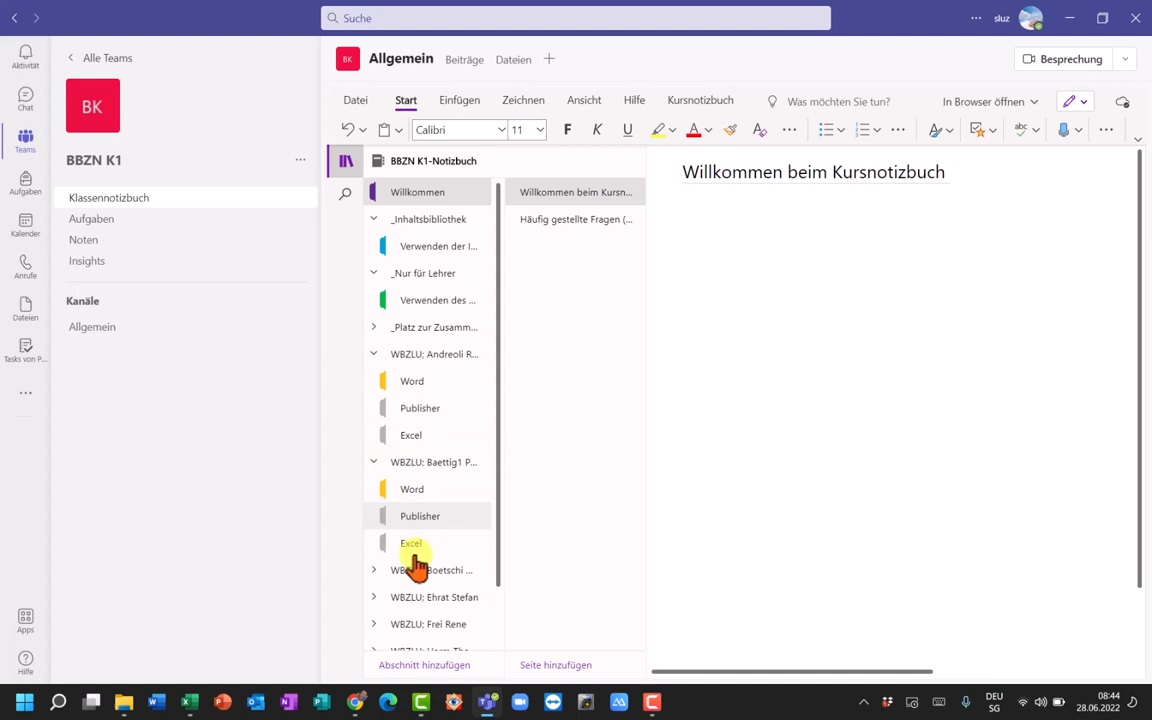 Suche
sluz
Aktivität
Chat
Teams
Aufgaben
Kalender
Anrufe
Dateien
Tasks von P...
Apps
Hilfe
Alle Teams
BK
BBZN K1
Klassennotizbuch
Aufgaben
Noten
Insights
Kanäle
Allgemein
BK
Allgemein
Beiträge
Dateien
Besprechung
Datei
Start
Einfügen
Zeichnen
Ansicht
Hilfe
Kursnotizbuch
Was möchten Sie tun?
In Browser öffnen
Calibri
11
F
K
U
A
A
abc
BBZN K1-Notizbuch
Willkommen
_Inhaltsbibliothek
Verwenden der I...
_Nur für Lehrer
Verwenden des ...
_Platz zur Zusamm...
WBZLU; Andreoli R...
Word
Publisher
Excel
WBZLU; Baettig1 P...
Word
Publisher
Excel
Boetschi ...
WBZLU; Ehrat Stefan
WBZLU; Frei Rene
Abschnitt hinzufügen
Willkommen beim Kursn...
Häufig gestellte Fragen (...
Seite hinzufügen
Willkommen beim Kursnotizbuch
DEU
SG
08:44
28.06.2022